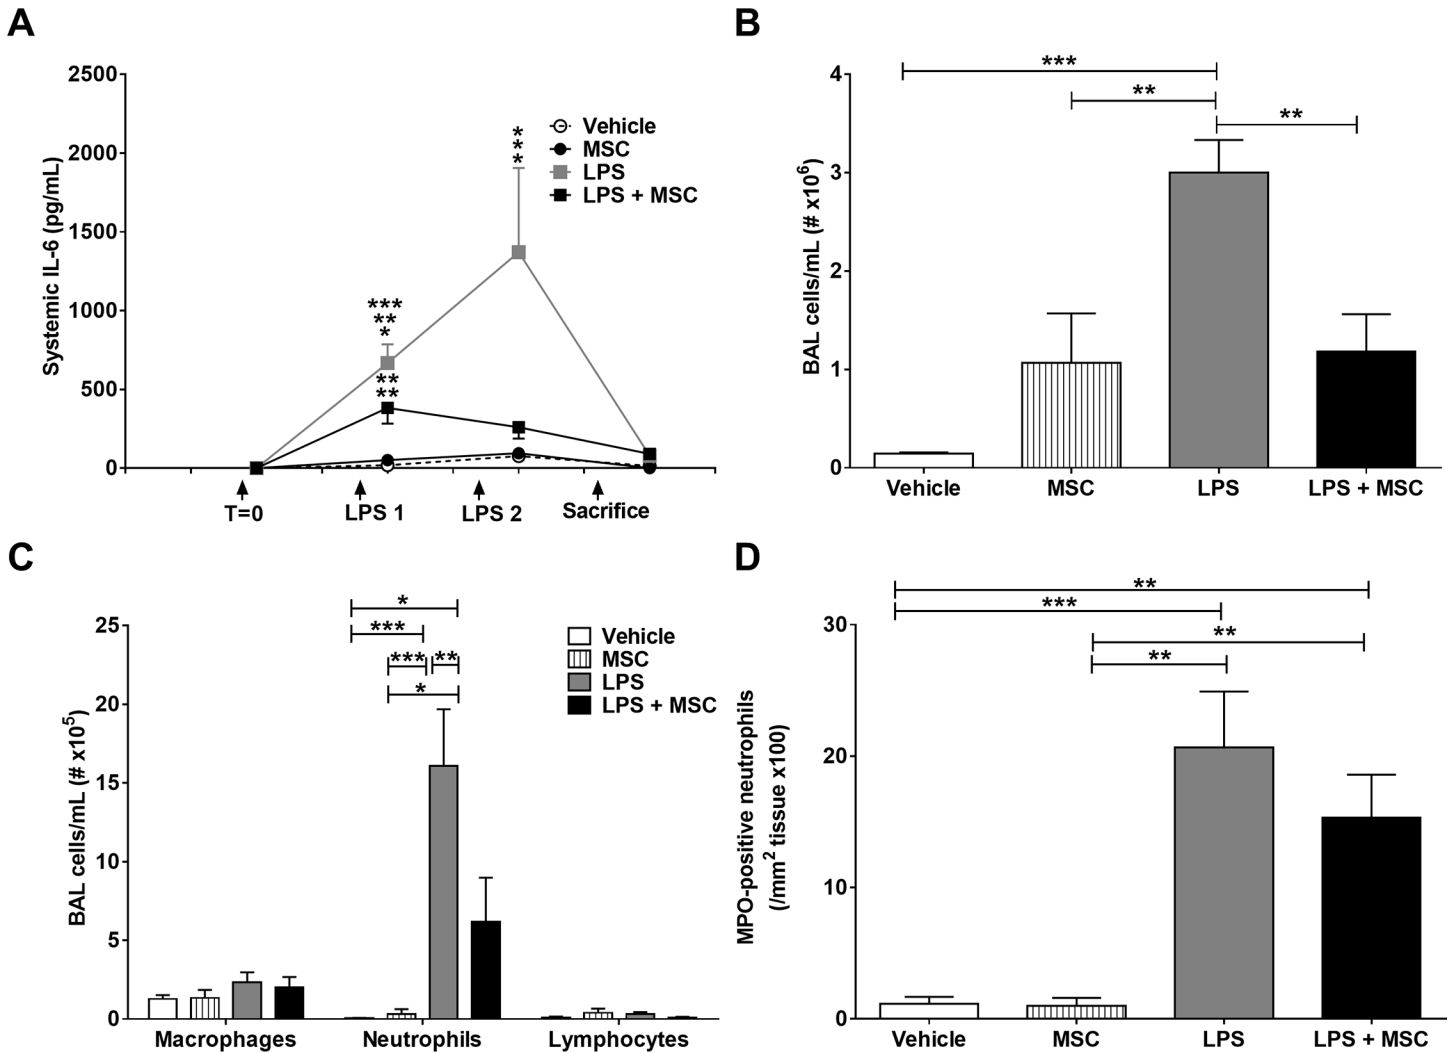 A
2500
2000
1500
1000
500
0
Systemic IL-6 (pg/mL)
Vehicle
MSC
LPS
LPS + MSC
***
***
**
*
**
**
T=0
LPS 1
LPS 2
Sacrifice
B
4
3
2
1
0
BAL cells/mL (# x10⁶)
***
**
**
Vehicle
MSC
LPS
LPS + MSC
C
25
20
15
10
5
0
BAL cells/mL (# x10⁵)
*
***
*** **
*
Vehicle
MSC
LPS
LPS + MSC
Macrophages
Neutrophils
Lymphocytes
D
30
20
10
0
MPO-positive neutrophils
(/mm² tissue x100)
**
***
**
**
Vehicle
MSC
LPS
LPS + MSC